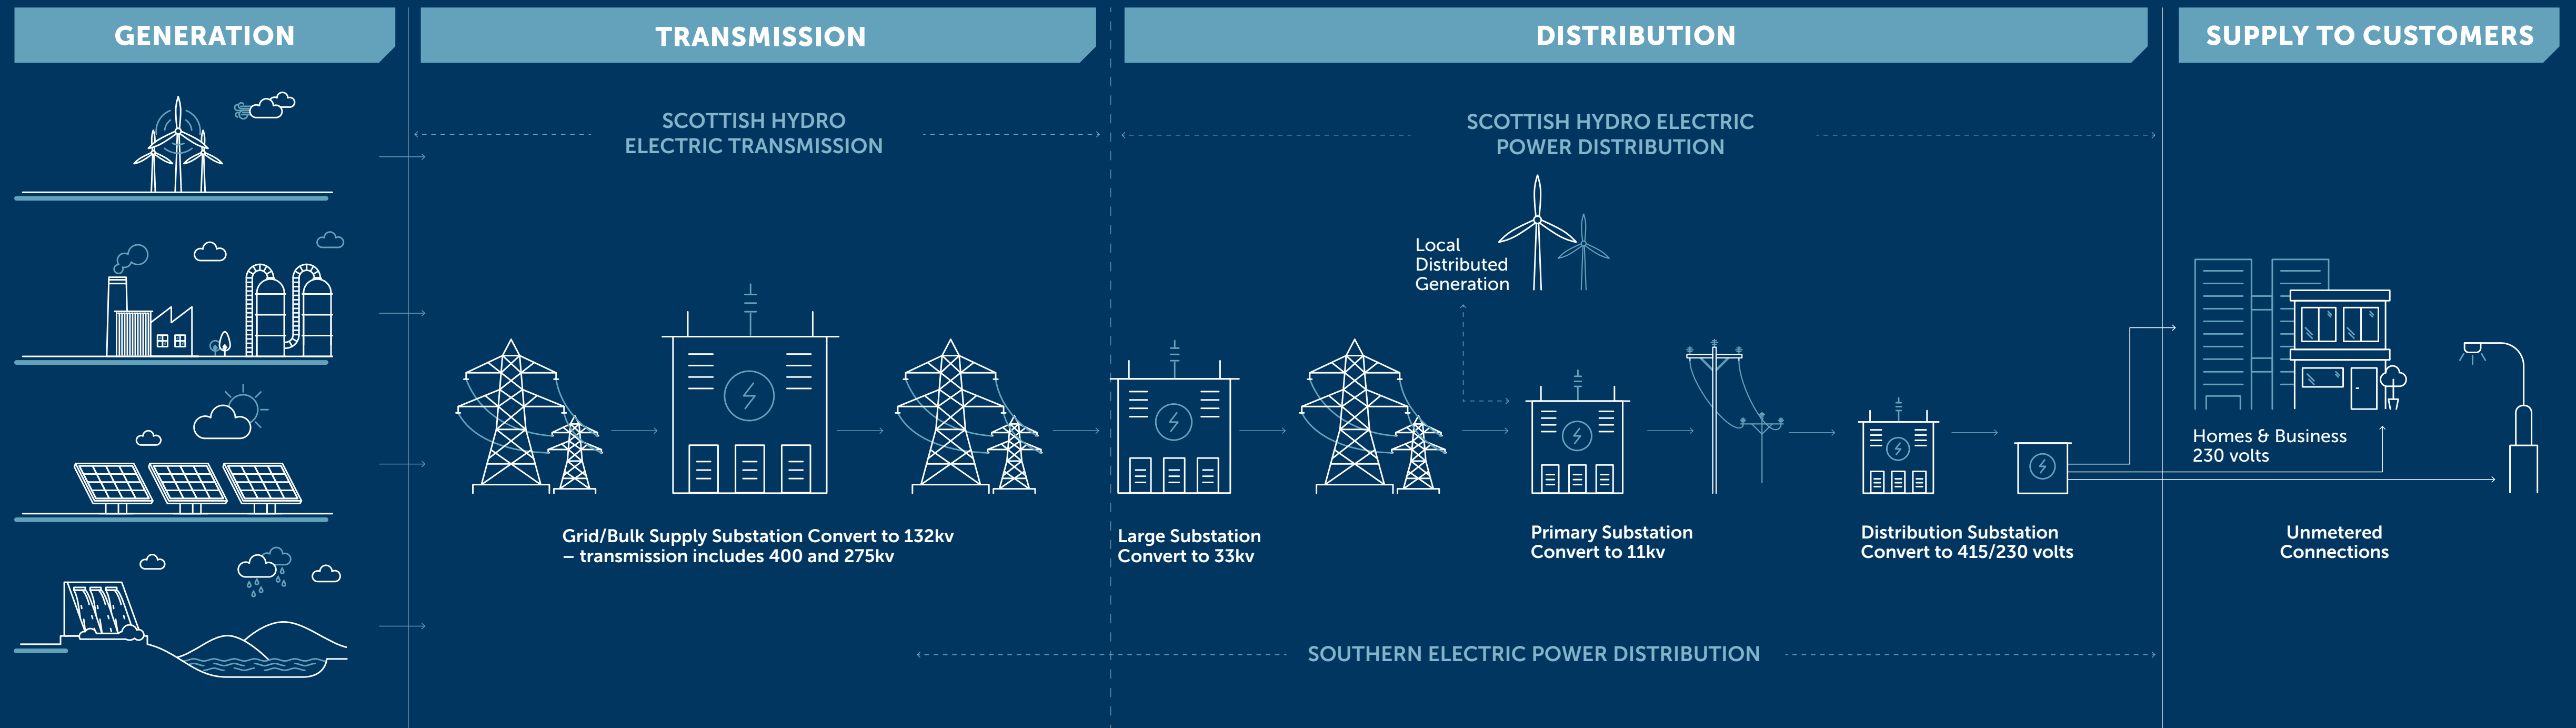 GENERATION
TRANSMISSION
DISTRIBUTION
SUPPLY TO CUSTOMERS
SCOTTISH HYDRO
ELECTRIC TRANSMISSION
SCOTTISH HYDRO ELECTRIC
POWER DISTRIBUTION
Local
Distributed
Generation
Homes & Business
230 volts
Grid/Bulk Supply Substation Convert to 132kv
– transmission includes 400 and 275kv
Large Substation
Convert to 33kv
Primary Substation
Convert to 11kv
Distribution Substation
Convert to 415/230 volts
Unmetered
Connections
SOUTHERN ELECTRIC POWER DISTRIBUTION